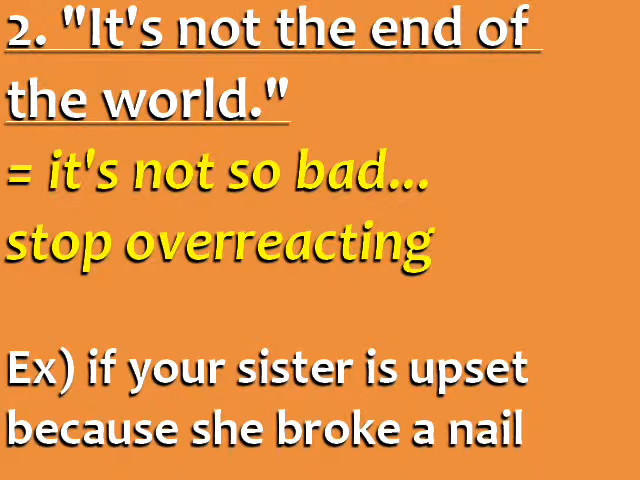 2. "It's not the end of
the world."
= it's not so bad...
stop overreacting
Ex) if your sister is upset
because she broke a nail